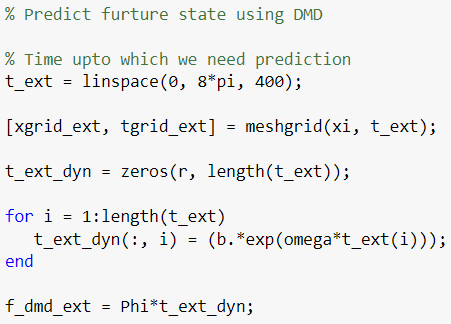 % Predict furture state using DMD
% Time upto which we need prediction
t_ext = linspace(0, 8*pi, 400);
[xgrid_ext, tgrid_ext] = meshgrid(xi, t_ext);
t_ext_dyn = zeros(r, length(t_ext));
for i = 1:length(t_ext)
t_ext_dyn(:, i) = (b.*exp(omega*t_ext(i)));
end
f_dmd_ext = Phi*t_ext_dyn;